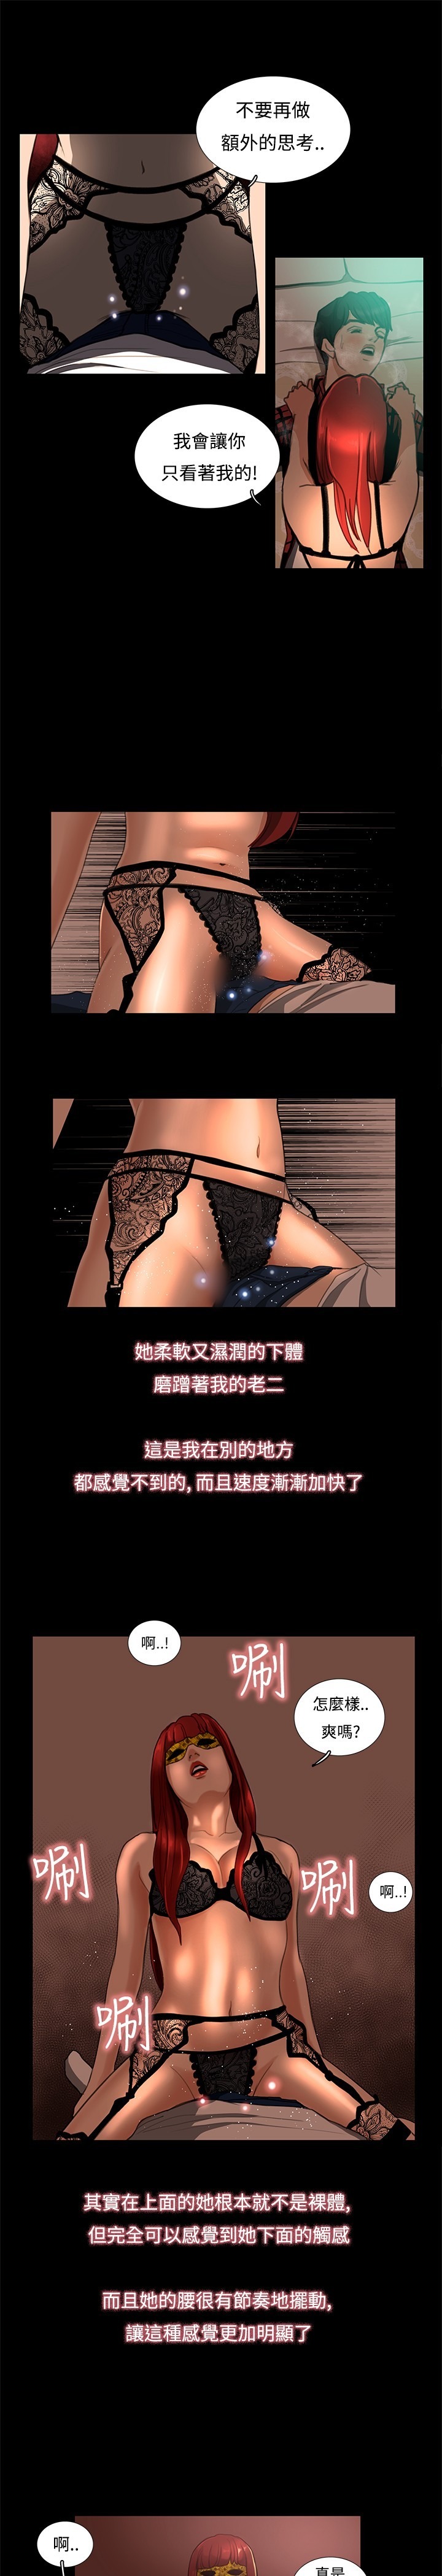 不要再做
額外的思考..
我會讓你
只看著我的!
她柔軟又濕潤的下體
磨蹭著我的老二
這是我在別的地方
都感覺不到的, 而且速度漸漸加快了
啊..!
唰
怎麼樣..
爽嗎?
唰
唰
啊..!
唰
其實在上面的她根本就不是裸體,
但完全可以感覺到她下面的觸感
而且她的腰很有節奏地擺動,
讓這種感覺更加明顯了
啊..
真是